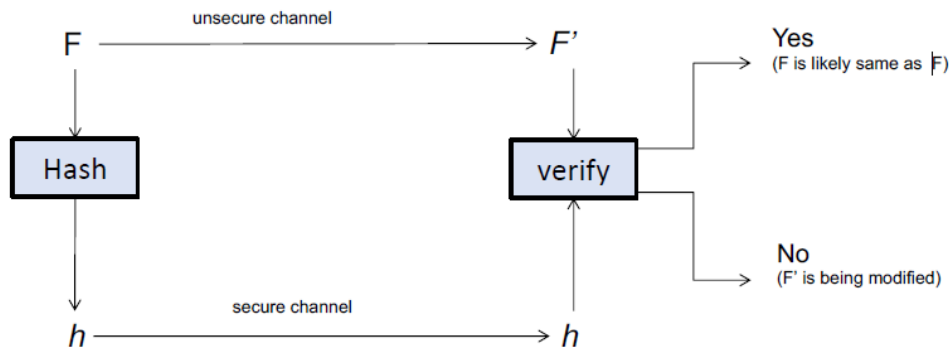 unsecure channel
F
F’
Yes
(F is likely same as F)
Hash
verify
No
(F’ is being modified)
secure channel
h
h